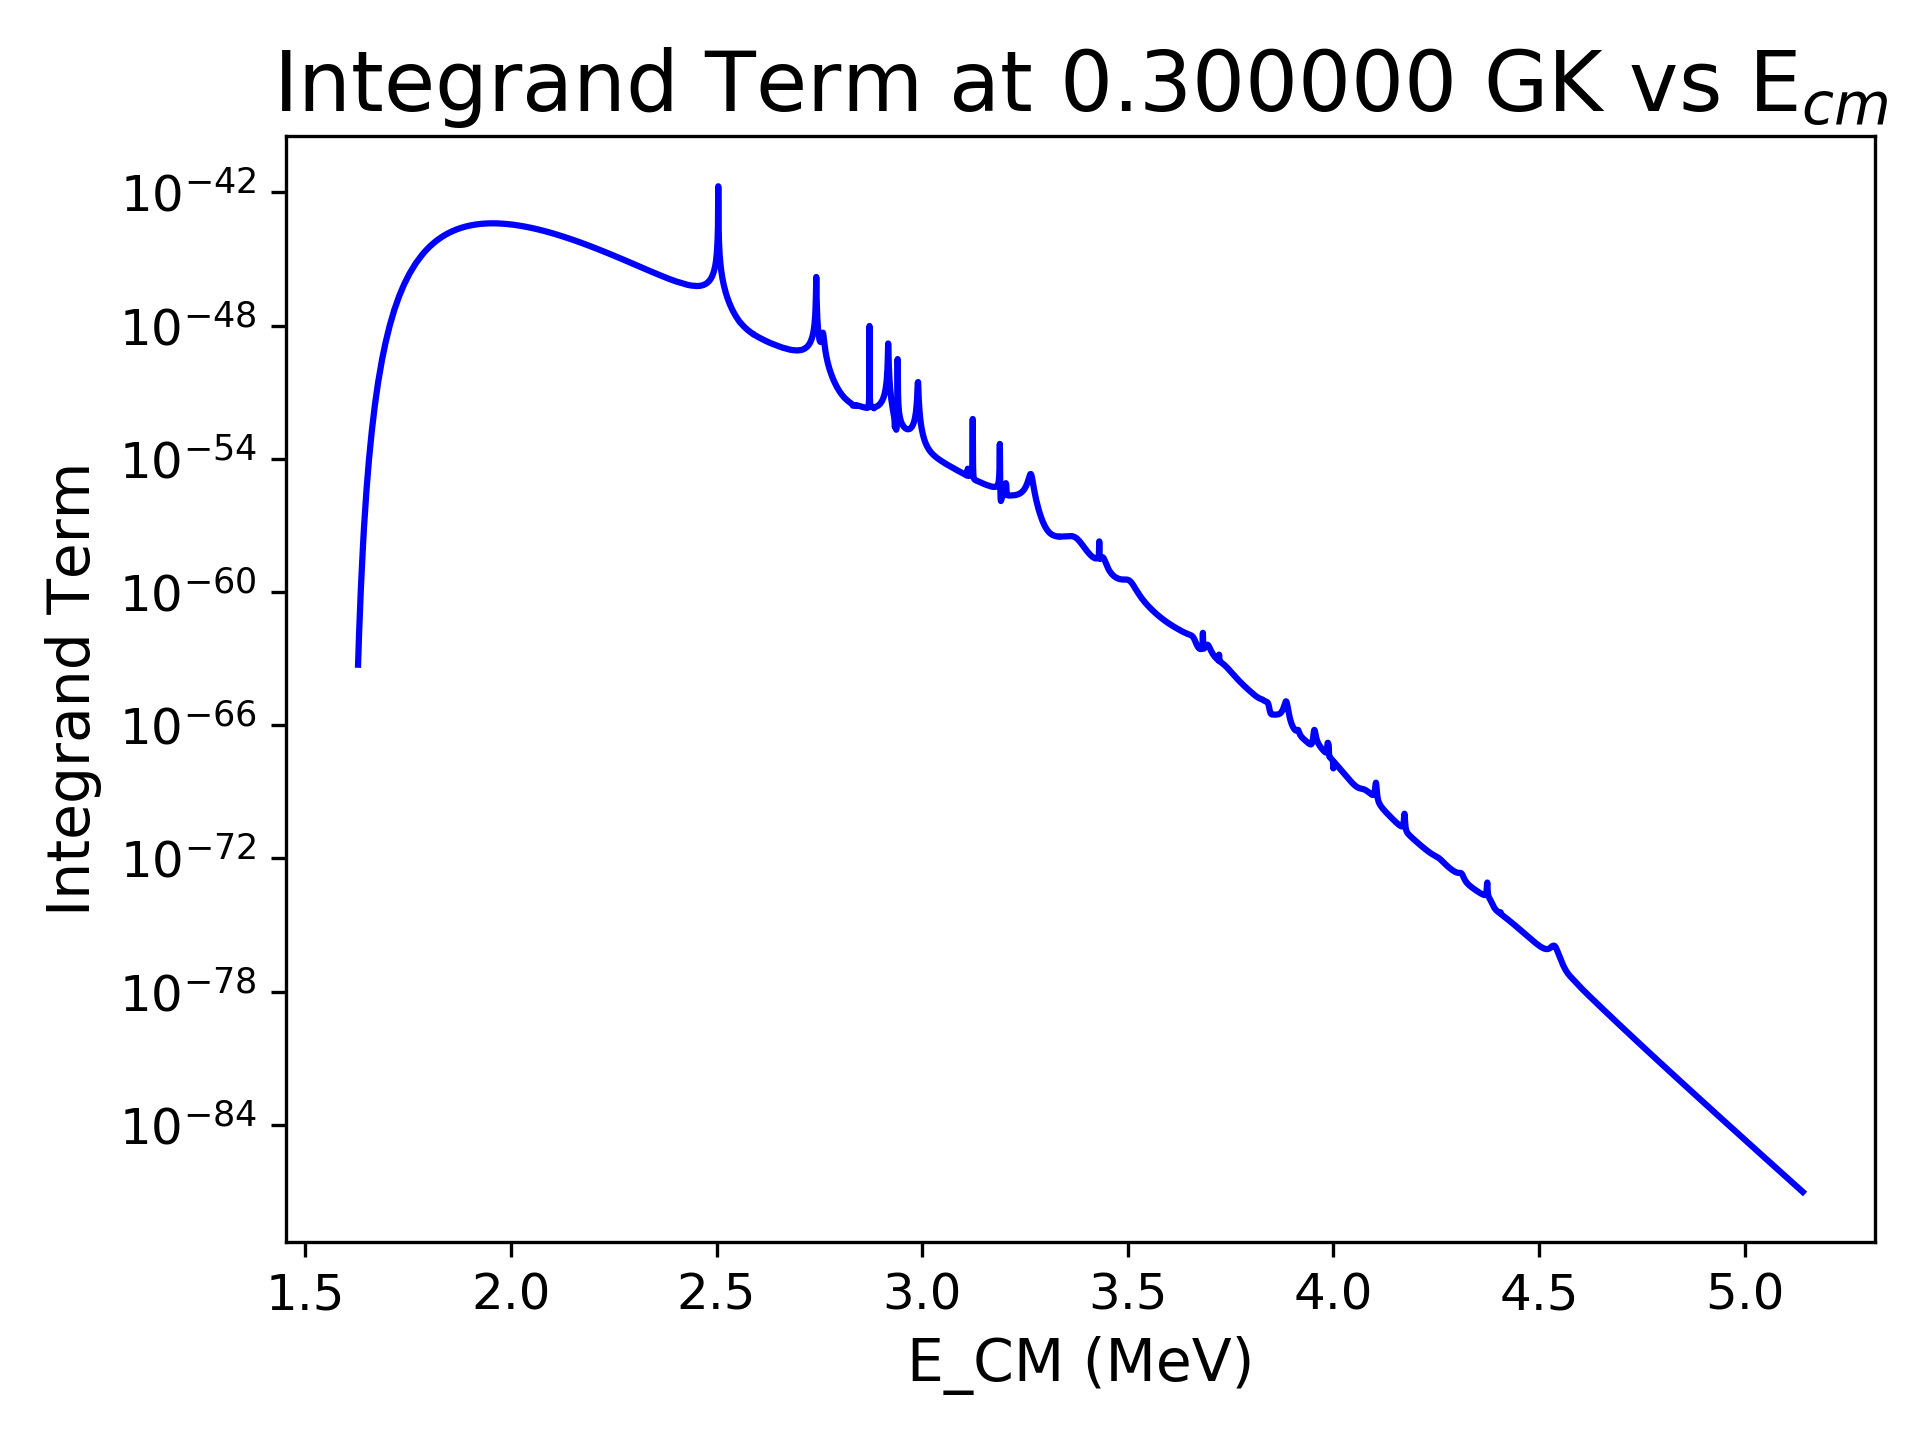 Integrand Term at 0.300000 GK vs E_{cm}
10^{-42}
10^{-48}
10^{-54}
10^{-60}
10^{-66}
10^{-72}
10^{-78}
10^{-84}
Integrand Term
1.5 2.0 2.5 3.0 3.5 4.0 4.5 5.0
E_CM (MeV)